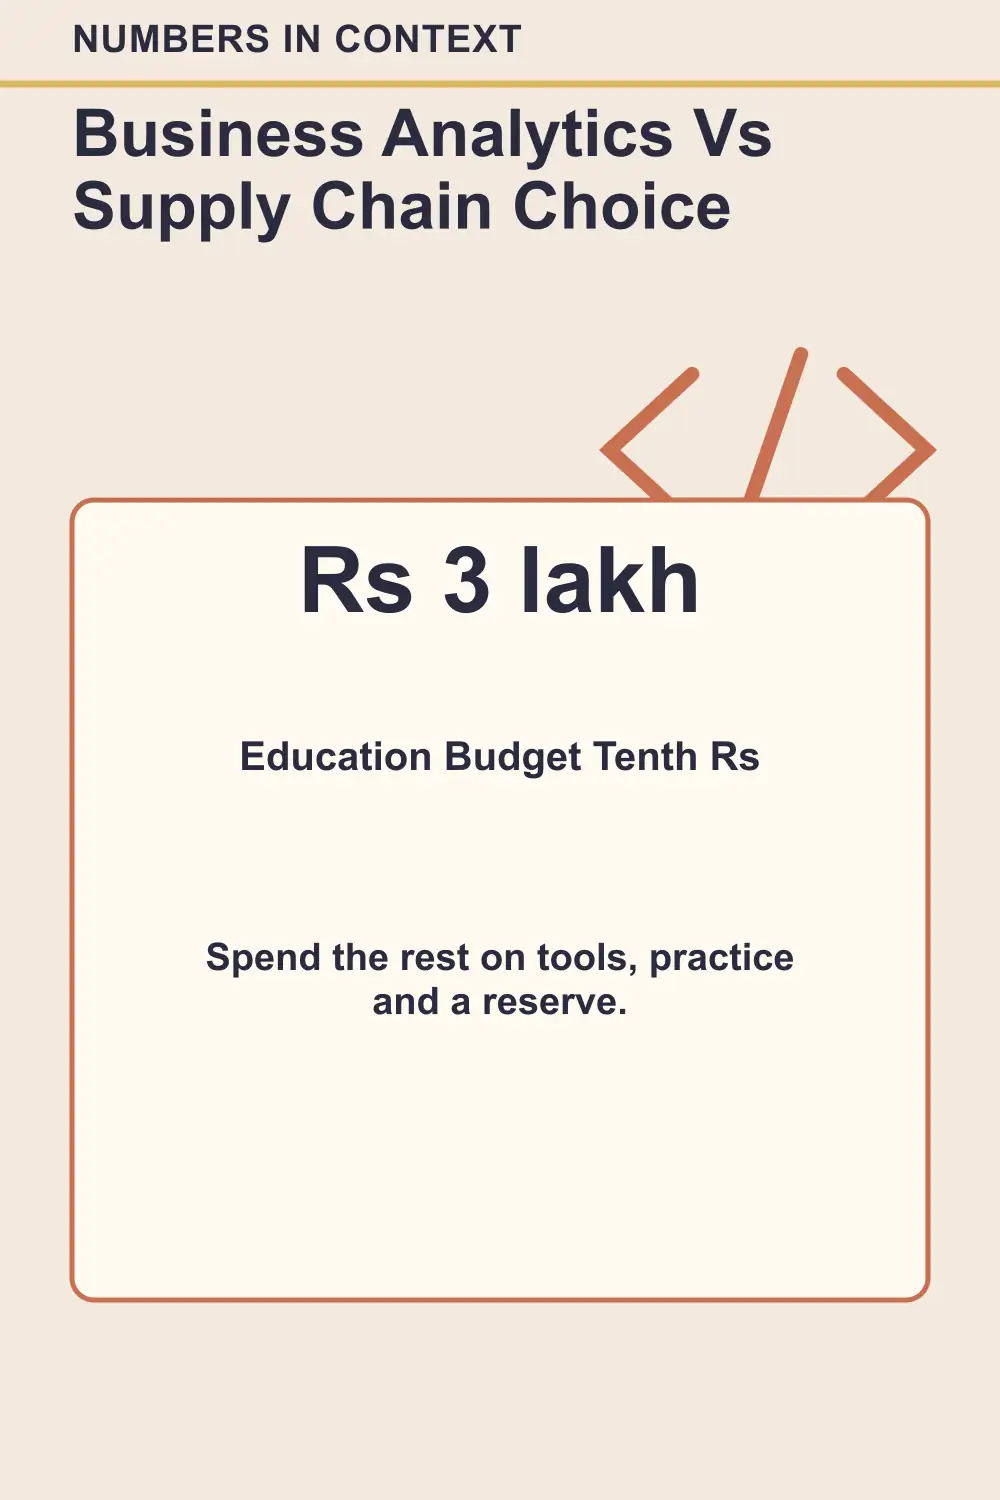 NUMBERS IN CONTEXT
Business Analytics Vs
Supply Chain Choice
Rs 3 lakh
Education Budget Tenth Rs
Spend the rest on tools, practice
and a reserve.